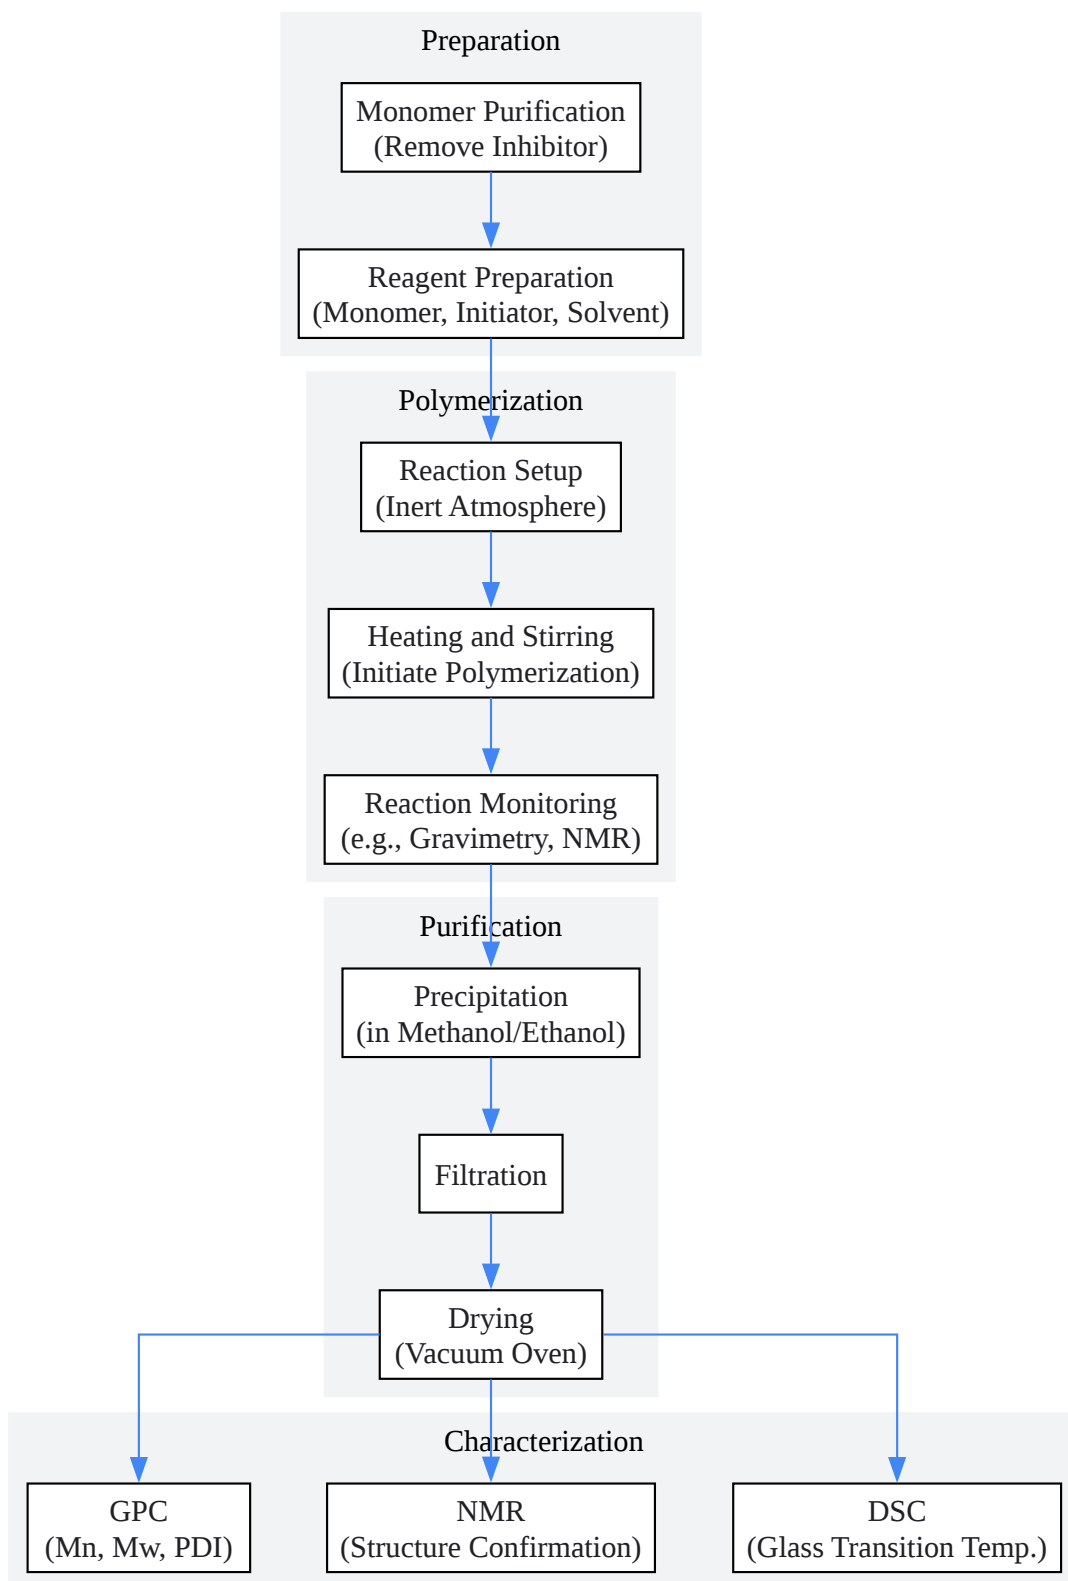 Preparation
Monomer Purification
(Remove Inhibitor)
Reagent Preparation
(Monomer, Initiator, Solvent)
Polymerization
Reaction Setup
(Inert Atmosphere)
Heating and Stirring
(Initiate Polymerization)
Reaction Monitoring
(e.g., Gravimetry, NMR)
Purification
Precipitation
(in Methanol/Ethanol)
Filtration
Drying
(Vacuum Oven)
Characterization
GPC
(Mn, Mw, PDI)
NMR
(Structure Confirmation)
DSC
(Glass Transition Temp.)